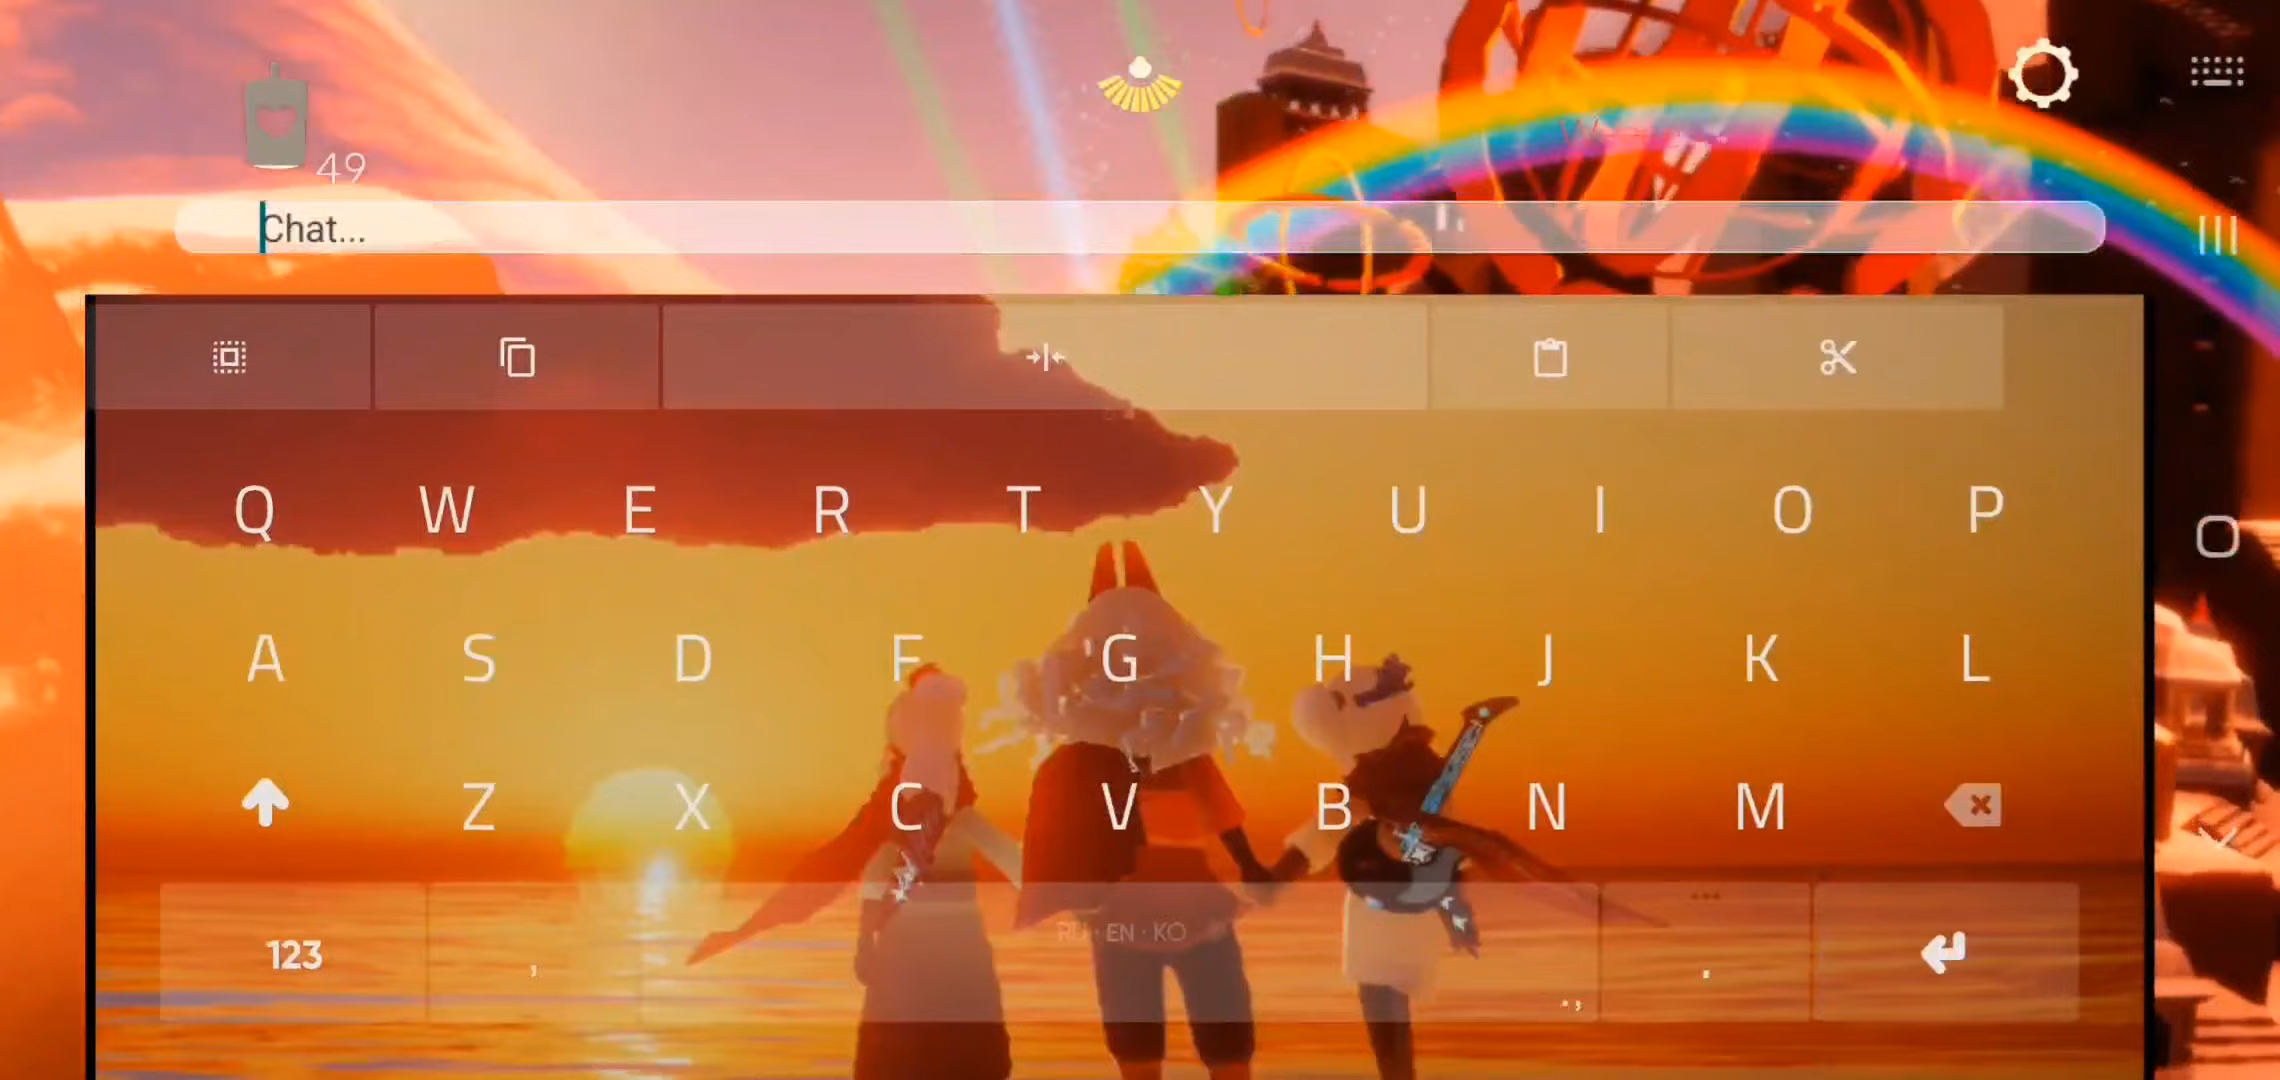 49
Chat...
Q W E R T Y U I O P
A S D F G H J K L
Z X C V B N M
RU · EN · KO
123 , . 
.,